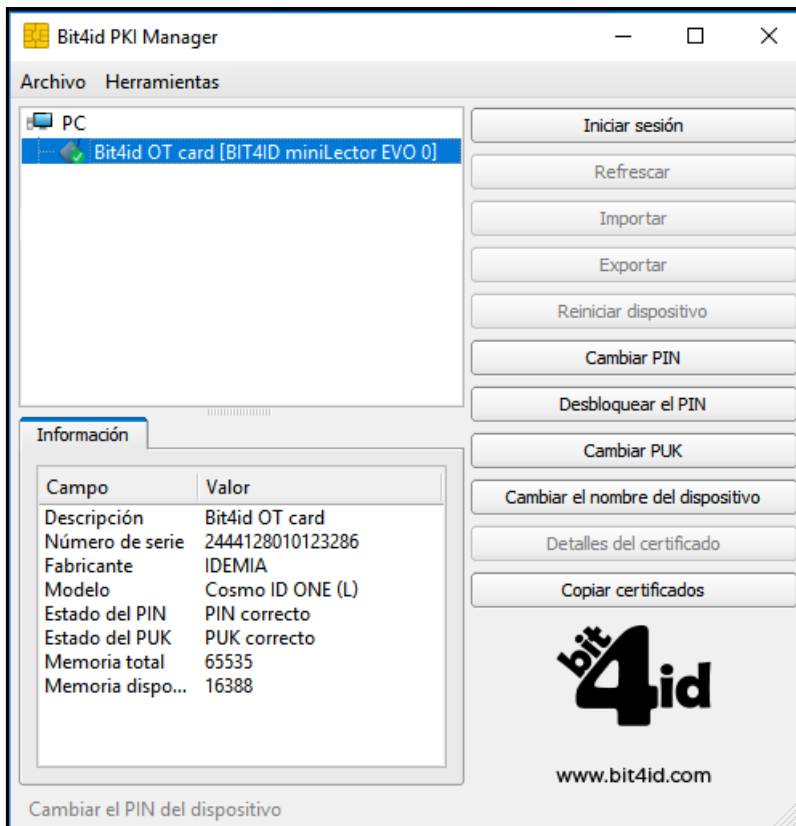 Bit4id PKI Manager
Archivo Herramientas
PC
Bit4id OT card [BIT4ID miniLector EVO 0]
Iniciar sesión
Refrescar
Importar
Exportar
Reiniciar dispositivo
Cambiar PIN
Desbloquear el PIN
Cambiar PUK
Cambiar el nombre del dispositivo
Detalles del certificado
Copiar certificados
Información
Campo Valor
Descripción Bit4id OT card
Número de serie 2444128010123286
Fabricante IDEMIA
Modelo Cosmo ID ONE (L)
Estado del PIN PIN correcto
Estado del PUK PUK correcto
Memoria total 65535
Memoria dispo... 16388
bit4id
www.bit4id.com
Cambiar el PIN del dispositivo